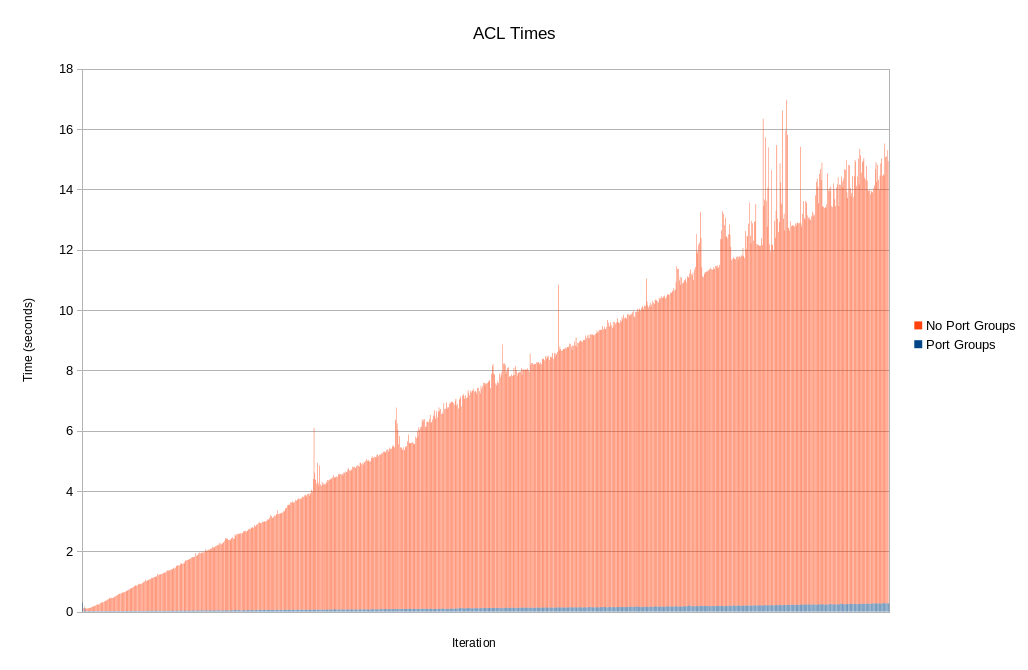 ACL Times
18
16
14
12
10
8
6
4
2
0
Time (seconds)
Iteration
No Port Groups
Port Groups